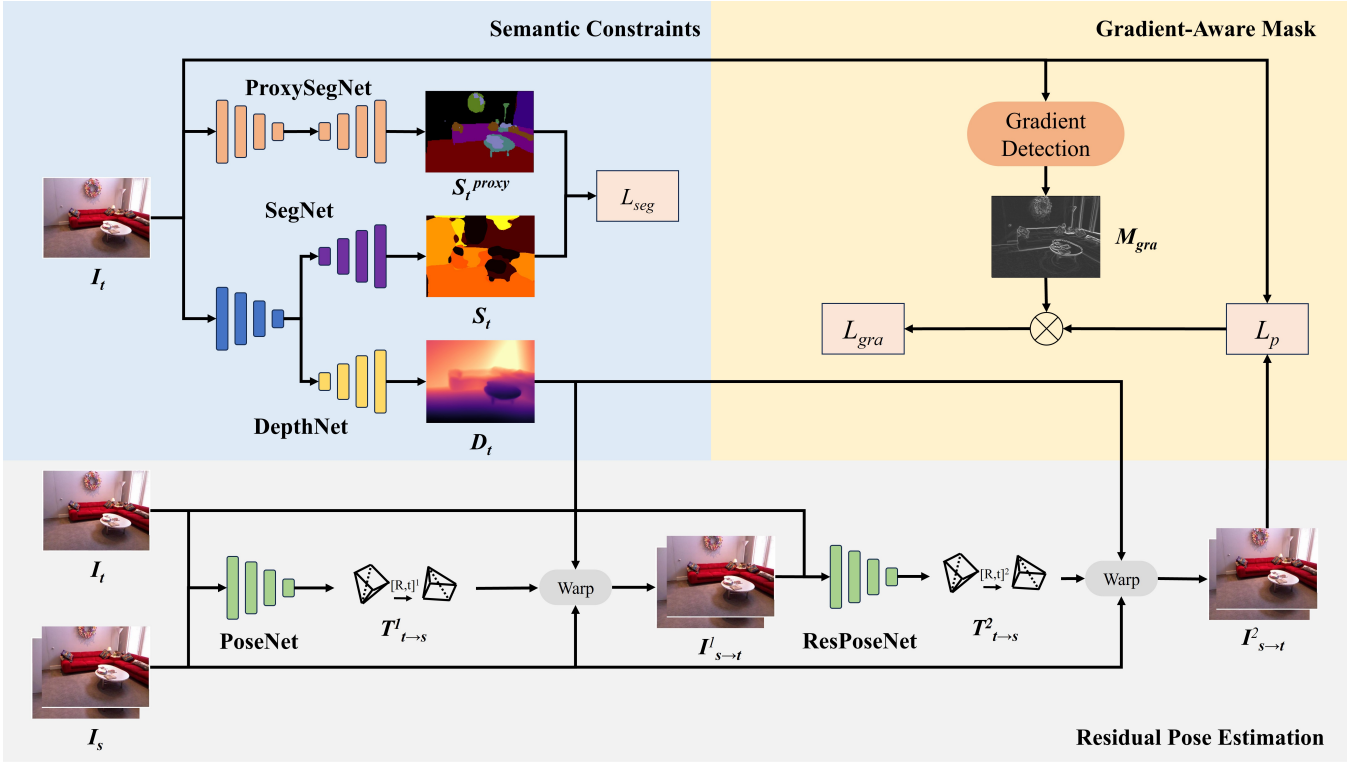 Semantic Constraints
Gradient-Aware Mask
ProxySegNet
Gradient
Detection
S_t^proxy
L_seg
SegNet
I_t
M_gra
S_t
L_gra
L_p
DepthNet
D_t
I_t
Warp
Warp
[R,t]¹
[R,t]²
PoseNet
T^1_t→s
I^1_s→t
ResPoseNet
T^2_t→s
I^2_s→t
I_s
Residual Pose Estimation